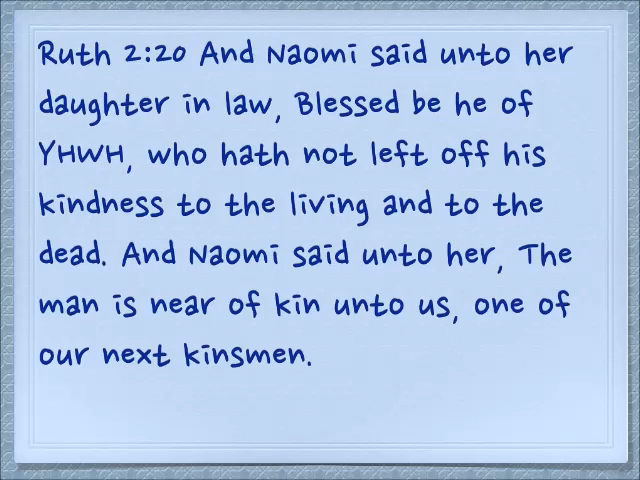 Ruth 2:20 And Naomi said unto her
daughter in law, Blessed be he of
YHWH, who hath not left off his
kindness to the living and to the
dead. And Naomi said unto her, The
man is near of kin unto us, one of
our next kinsmen.